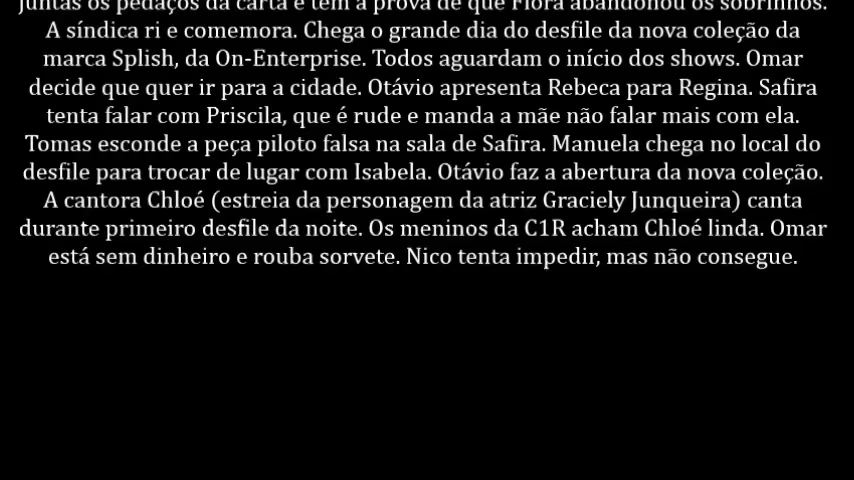 juntas os pedaços da carta e têm a prova de que Flora abandonou os sobrinhos.
A síndica ri e comemora. Chega o grande dia do desfile da nova coleção da
marca Splish, da On-Enterprise. Todos aguardam o início dos shows. Omar
decide que quer ir para a cidade. Otávio apresenta Rebeca para Regina. Safira
tenta falar com Priscila, que é rude e manda a mãe não falar mais com ela.
Tomas esconde a peça piloto falsa na sala de Safira. Manuela chega no local do
desfile para trocar de lugar com Isabela. Otávio faz a abertura da nova coleção.
A cantora Chloé (estreia da personagem da atriz Graciely Junqueira) canta
durante primeiro desfile da noite. Os meninos da C1R acham Chloé linda. Omar
está sem dinheiro e rouba sorvete. Nico tenta impedir, mas não consegue.